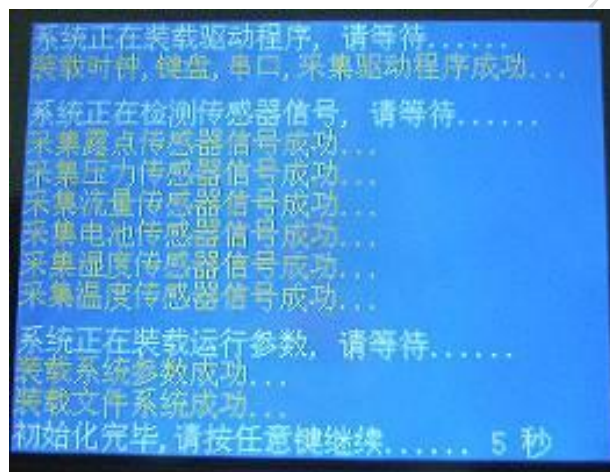 系统正在装载驱动程序, 请等待......
装载时钟,键盘,串口,采集驱动程序成功...
系统正在检测传感器信号, 请等待......
采集露点传感器信号成功...
采集压力传感器信号成功...
采集流量传感器信号成功...
采集电池传感器信号成功...
采集湿度传感器信号成功...
采集温度传感器信号成功...
系统正在装载运行参数, 请等待......
装载系统参数成功...
装载文件系统成功...
初始化完毕,请按任意键继续...... 5 秒